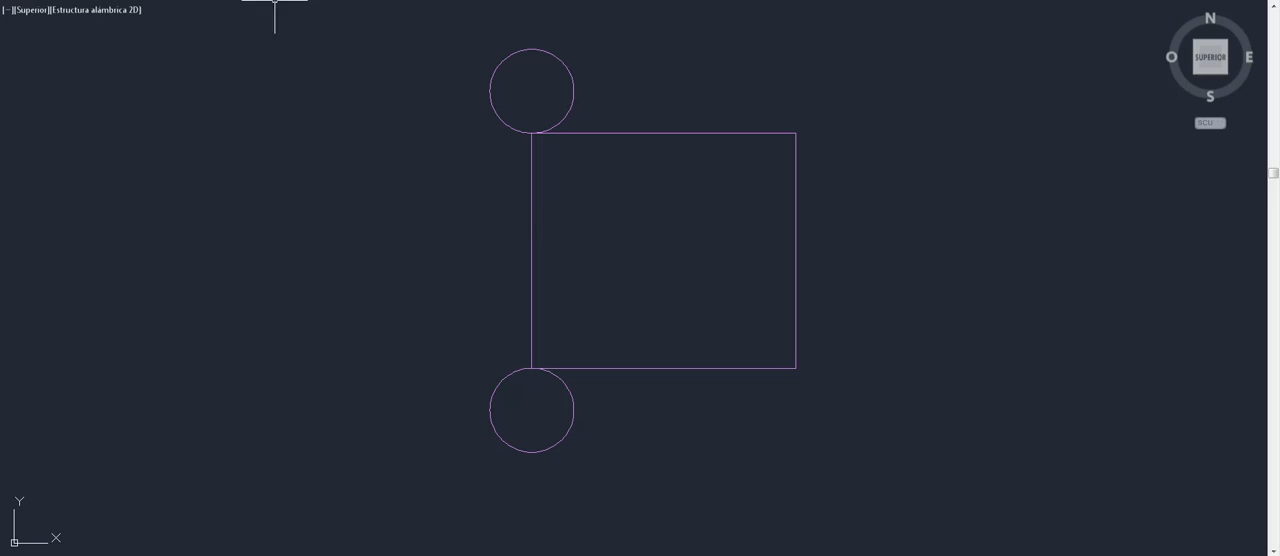 [−][Superior][Estructura alámbrica 2D]
N
O
SUPERIOR
E
S
SCU
Y
X